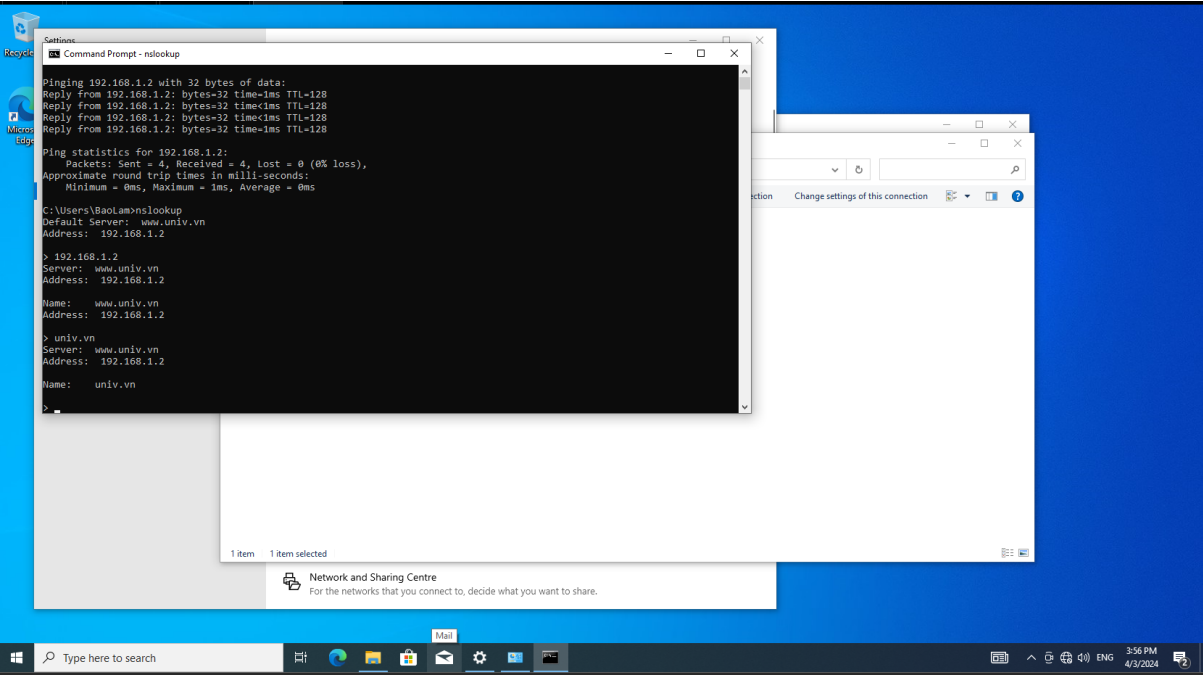 Recycle
Settings
Command Prompt - nslookup
Pinging 192.168.1.2 with 32 bytes of data:
Reply from 192.168.1.2: bytes=32 time=1ms TTL=128
Reply from 192.168.1.2: bytes=32 time<1ms TTL=128
Reply from 192.168.1.2: bytes=32 time<1ms TTL=128
Reply from 192.168.1.2: bytes=32 time=1ms TTL=128
Ping statistics for 192.168.1.2:
Packets: Sent = 4, Received = 4, Lost = 0 (0% loss),
Approximate round trip times in milli-seconds:
Minimum = 0ms, Maximum = 1ms, Average = 0ms
C:\Users\BaoLam>nslookup
Default Server:  www.univ.vn
Address:  192.168.1.2
> 192.168.1.2
Server:  www.univ.vn
Address:  192.168.1.2
Name:    www.univ.vn
Address:  192.168.1.2
> univ.vn
Server:  www.univ.vn
Address:  192.168.1.2
Name:    univ.vn
>
Micros
Edge
ection Change settings of this connection
1 item 1 item selected
Network and Sharing Centre
For the networks that you connect to, decide what you want to share.
Mail
Type here to search
ENG
3:56 PM
4/3/2024
2